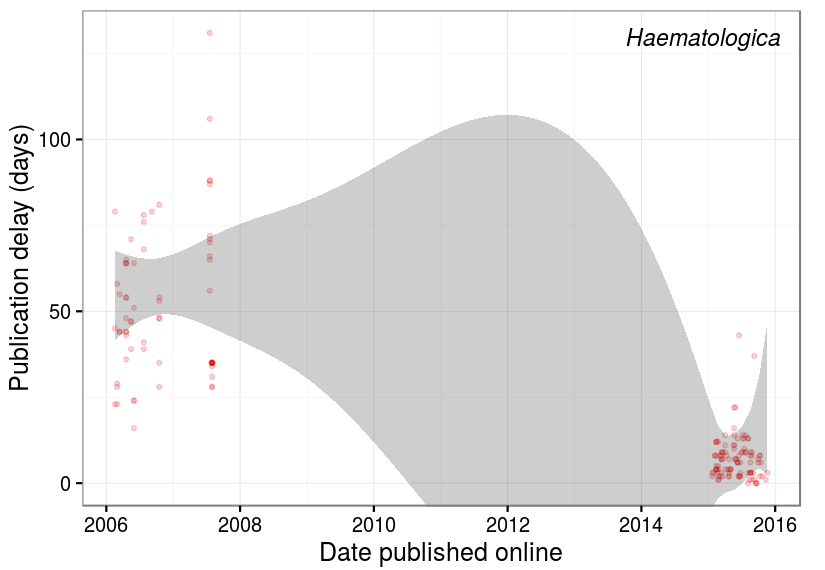 Haematologica
Publication delay (days)
100
50
0
2006 2008 2010 2012 2014 2016
Date published online